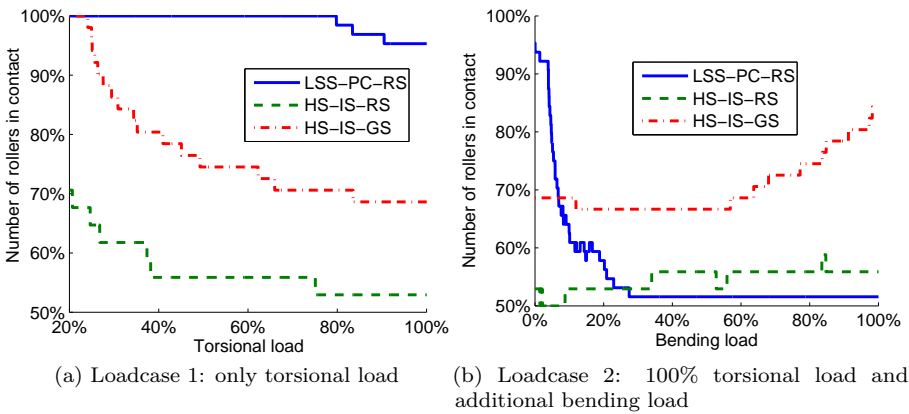 100%
90%
80%
70%
60%
50%
20%
40%
60%
80%
100%
Number of rollers in contact
Torsional load
LSS−PC−RS
HS−IS−RS
HS−IS−GS
(a) Loadcase 1: only torsional load
100%
90%
80%
70%
60%
50%
0%
20%
40%
60%
80%
100%
Number of rollers in contact
Bending load
LSS−PC−RS
HS−IS−RS
HS−IS−GS
(b) Loadcase 2: 100% torsional load and
additional bending load